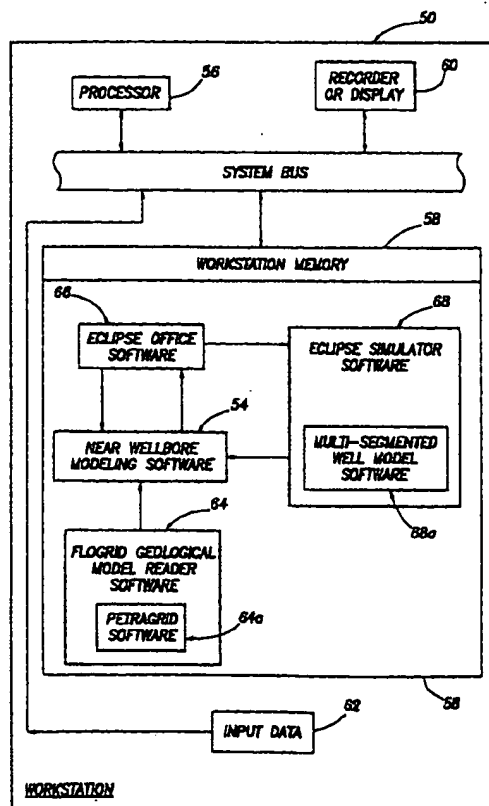 50
56
PROCESSOR
60
RECORDER
OR DISPLAY
SYSTEM BUS
58
WORKSTATION MEMORY
66
ECLIPSE OFFICE
SOFTWARE
68
ECLIPSE SIMULATOR
SOFTWARE
54
NEAR WELLBORE
MODELING SOFTWARE
MULTI-SEGMENTED
WELL MODEL
SOFTWARE
68a
64
FLOGRID GEOLOGICAL
MODEL READER
SOFTWARE
PETRAGRID
SOFTWARE
64a
58
62
INPUT DATA
WORKSTATION